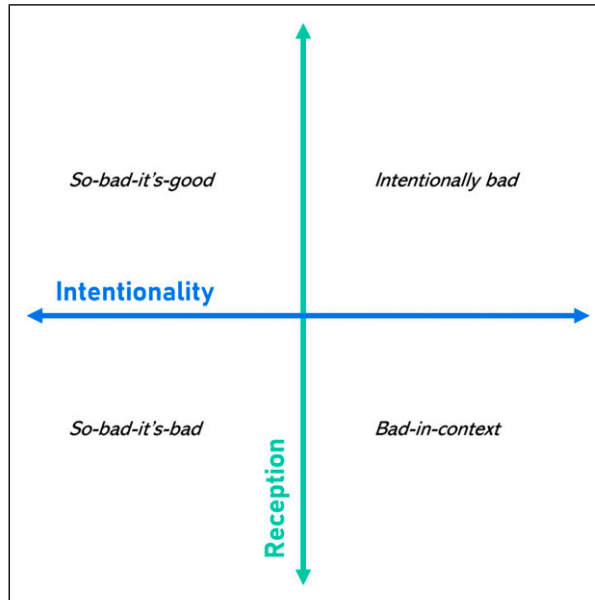 So-bad-it's-good
Intentionally bad
Intentionality
So-bad-it's-bad
Bad-in-context
Reception